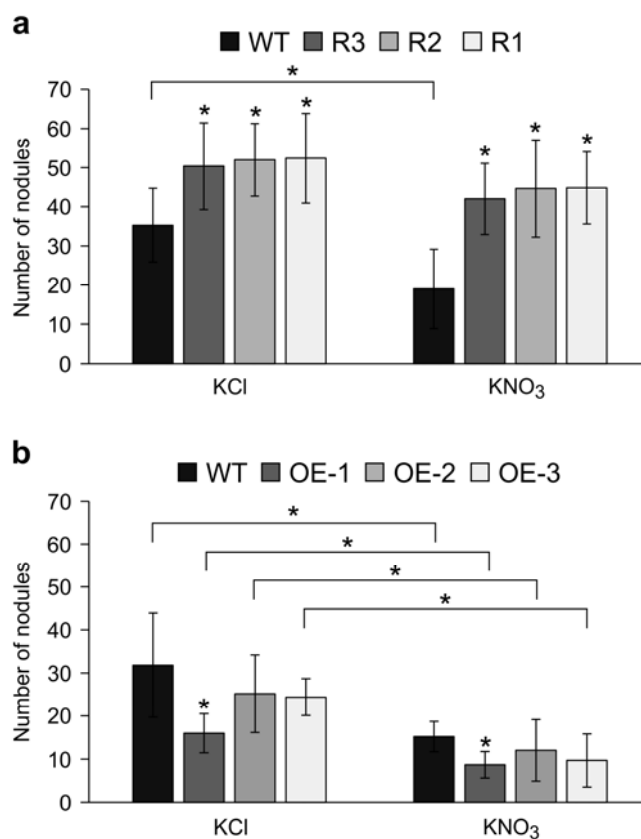 a
WT R3 R2 R1
Number of nodules
70
60
50
40
30
20
10
0
*
* * *
* * *
KCl KNO₃
b
WT OE-1 OE-2 OE-3
Number of nodules
70
60
50
40
30
20
10
0
*
*
*
*
*
*
KCl KNO₃